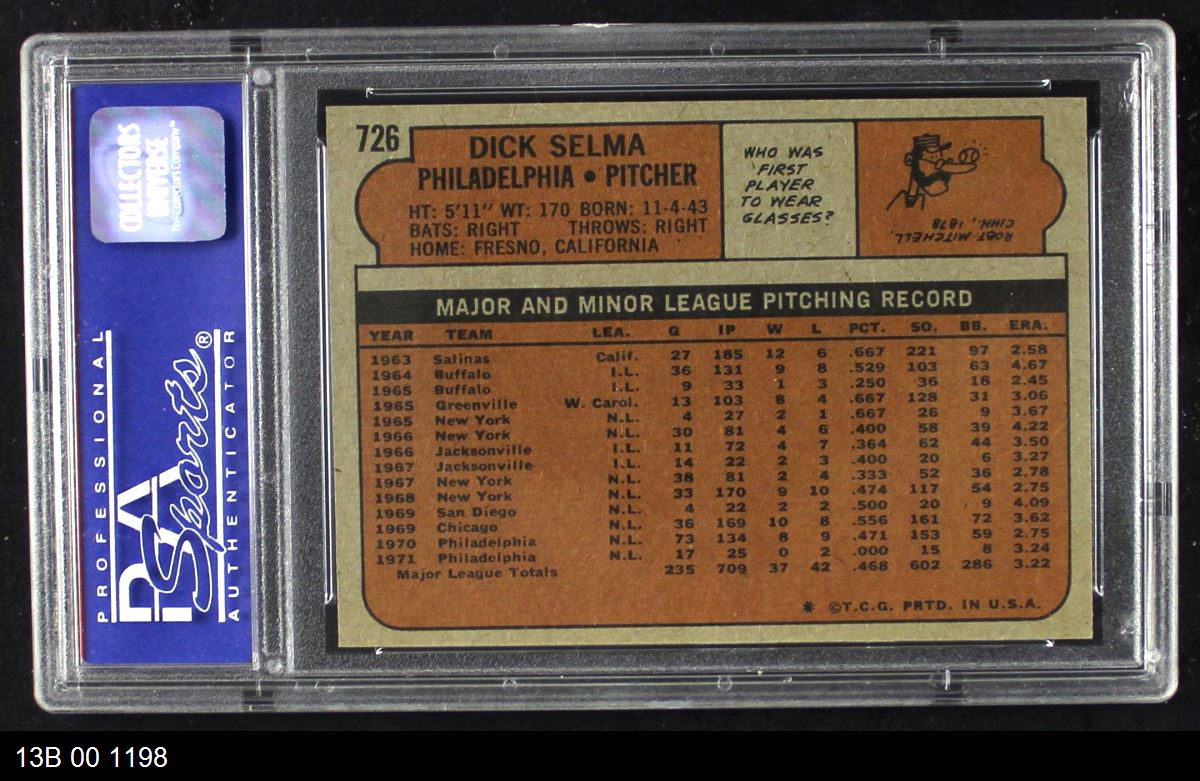 COLLECTORS
UNIVERSE
The Collectors Company™
PROFESSIONAL
PSA
Sports®
AUTHENTICATOR
726
DICK SELMA
PHILADELPHIA • PITCHER
HT: 5'11" WT: 170 BORN: 11-4-43
BATS: RIGHT THROWS: RIGHT
HOME: FRESNO, CALIFORNIA
WHO WAS
FIRST
PLAYER
TO WEAR
GLASSES?
ROBT. MITCHELL,
CINN., 1878
MAJOR AND MINOR LEAGUE PITCHING RECORD
YEAR TEAM LEA. G IP W L PCT. SO. BB. ERA.
1963 Salinas Calif. 27 185 12 6 .667 221 97 2.58
1964 Buffalo I.L. 36 131 9 8 .529 103 63 4.67
1965 Buffalo I.L. 9 33 1 3 .250 36 18 2.45
1965 Greenville W. Carol. 13 103 8 4 .667 128 31 3.06
1965 New York N.L. 4 27 2 1 .667 26 9 3.67
1966 New York N.L. 30 81 4 6 .400 58 39 4.22
1966 Jacksonville I.L. 11 72 4 7 .364 62 44 3.50
1967 Jacksonville I.L. 14 22 2 3 .400 20 6 3.27
1967 New York N.L. 38 81 2 4 .333 52 36 2.78
1968 New York N.L. 33 170 9 10 .474 117 54 2.75
1969 San Diego N.L. 4 22 2 2 .500 20 9 4.09
1969 Chicago N.L. 36 169 10 8 .556 161 72 3.62
1970 Philadelphia N.L. 73 134 8 9 .471 153 59 2.75
1971 Philadelphia N.L. 17 25 0 2 .000 15 8 3.24
Major League Totals 235 709 37 42 .468 602 286 3.22
* ©T.C.G. PRTD. IN U.S.A.
13B 00 1198